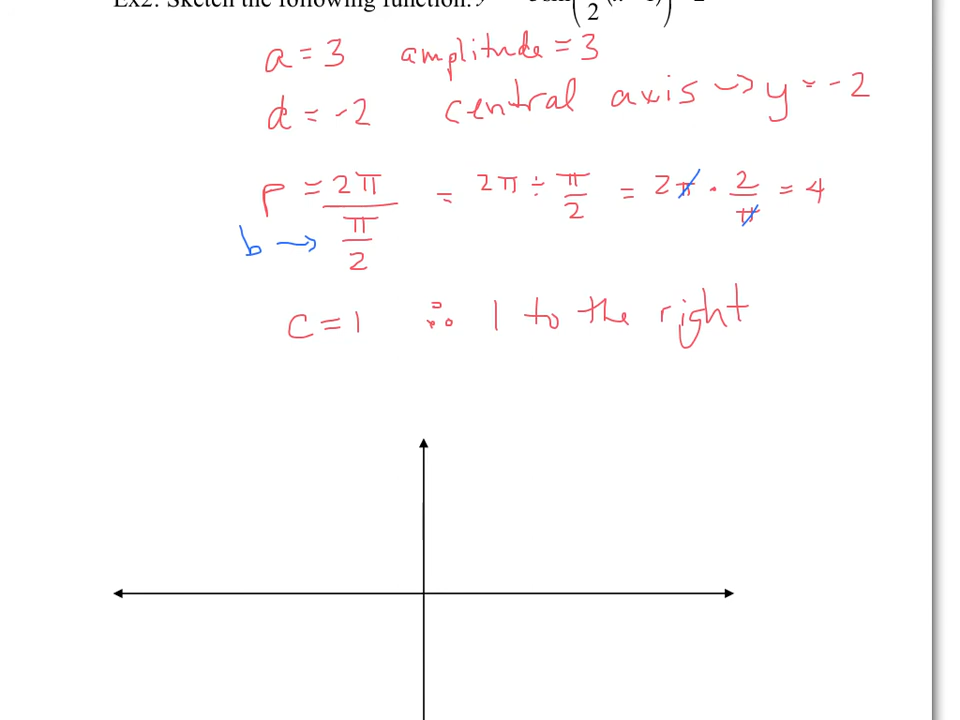 Ex2: Sketch the following function:
a = 3 amplitude = 3
d = -2 central axis → y = -2
P = 2π / (π/2) = 2π ÷ π/2 = 2π · 2/π = 4
b →
c = 1 ∴ 1 to the right